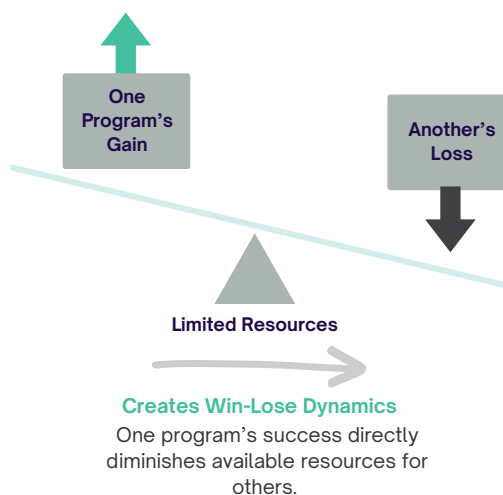 One
Program’s
Gain
Another’s
Loss
Limited Resources
Creates Win-Lose Dynamics
One program’s success directly
diminishes available resources for
others.